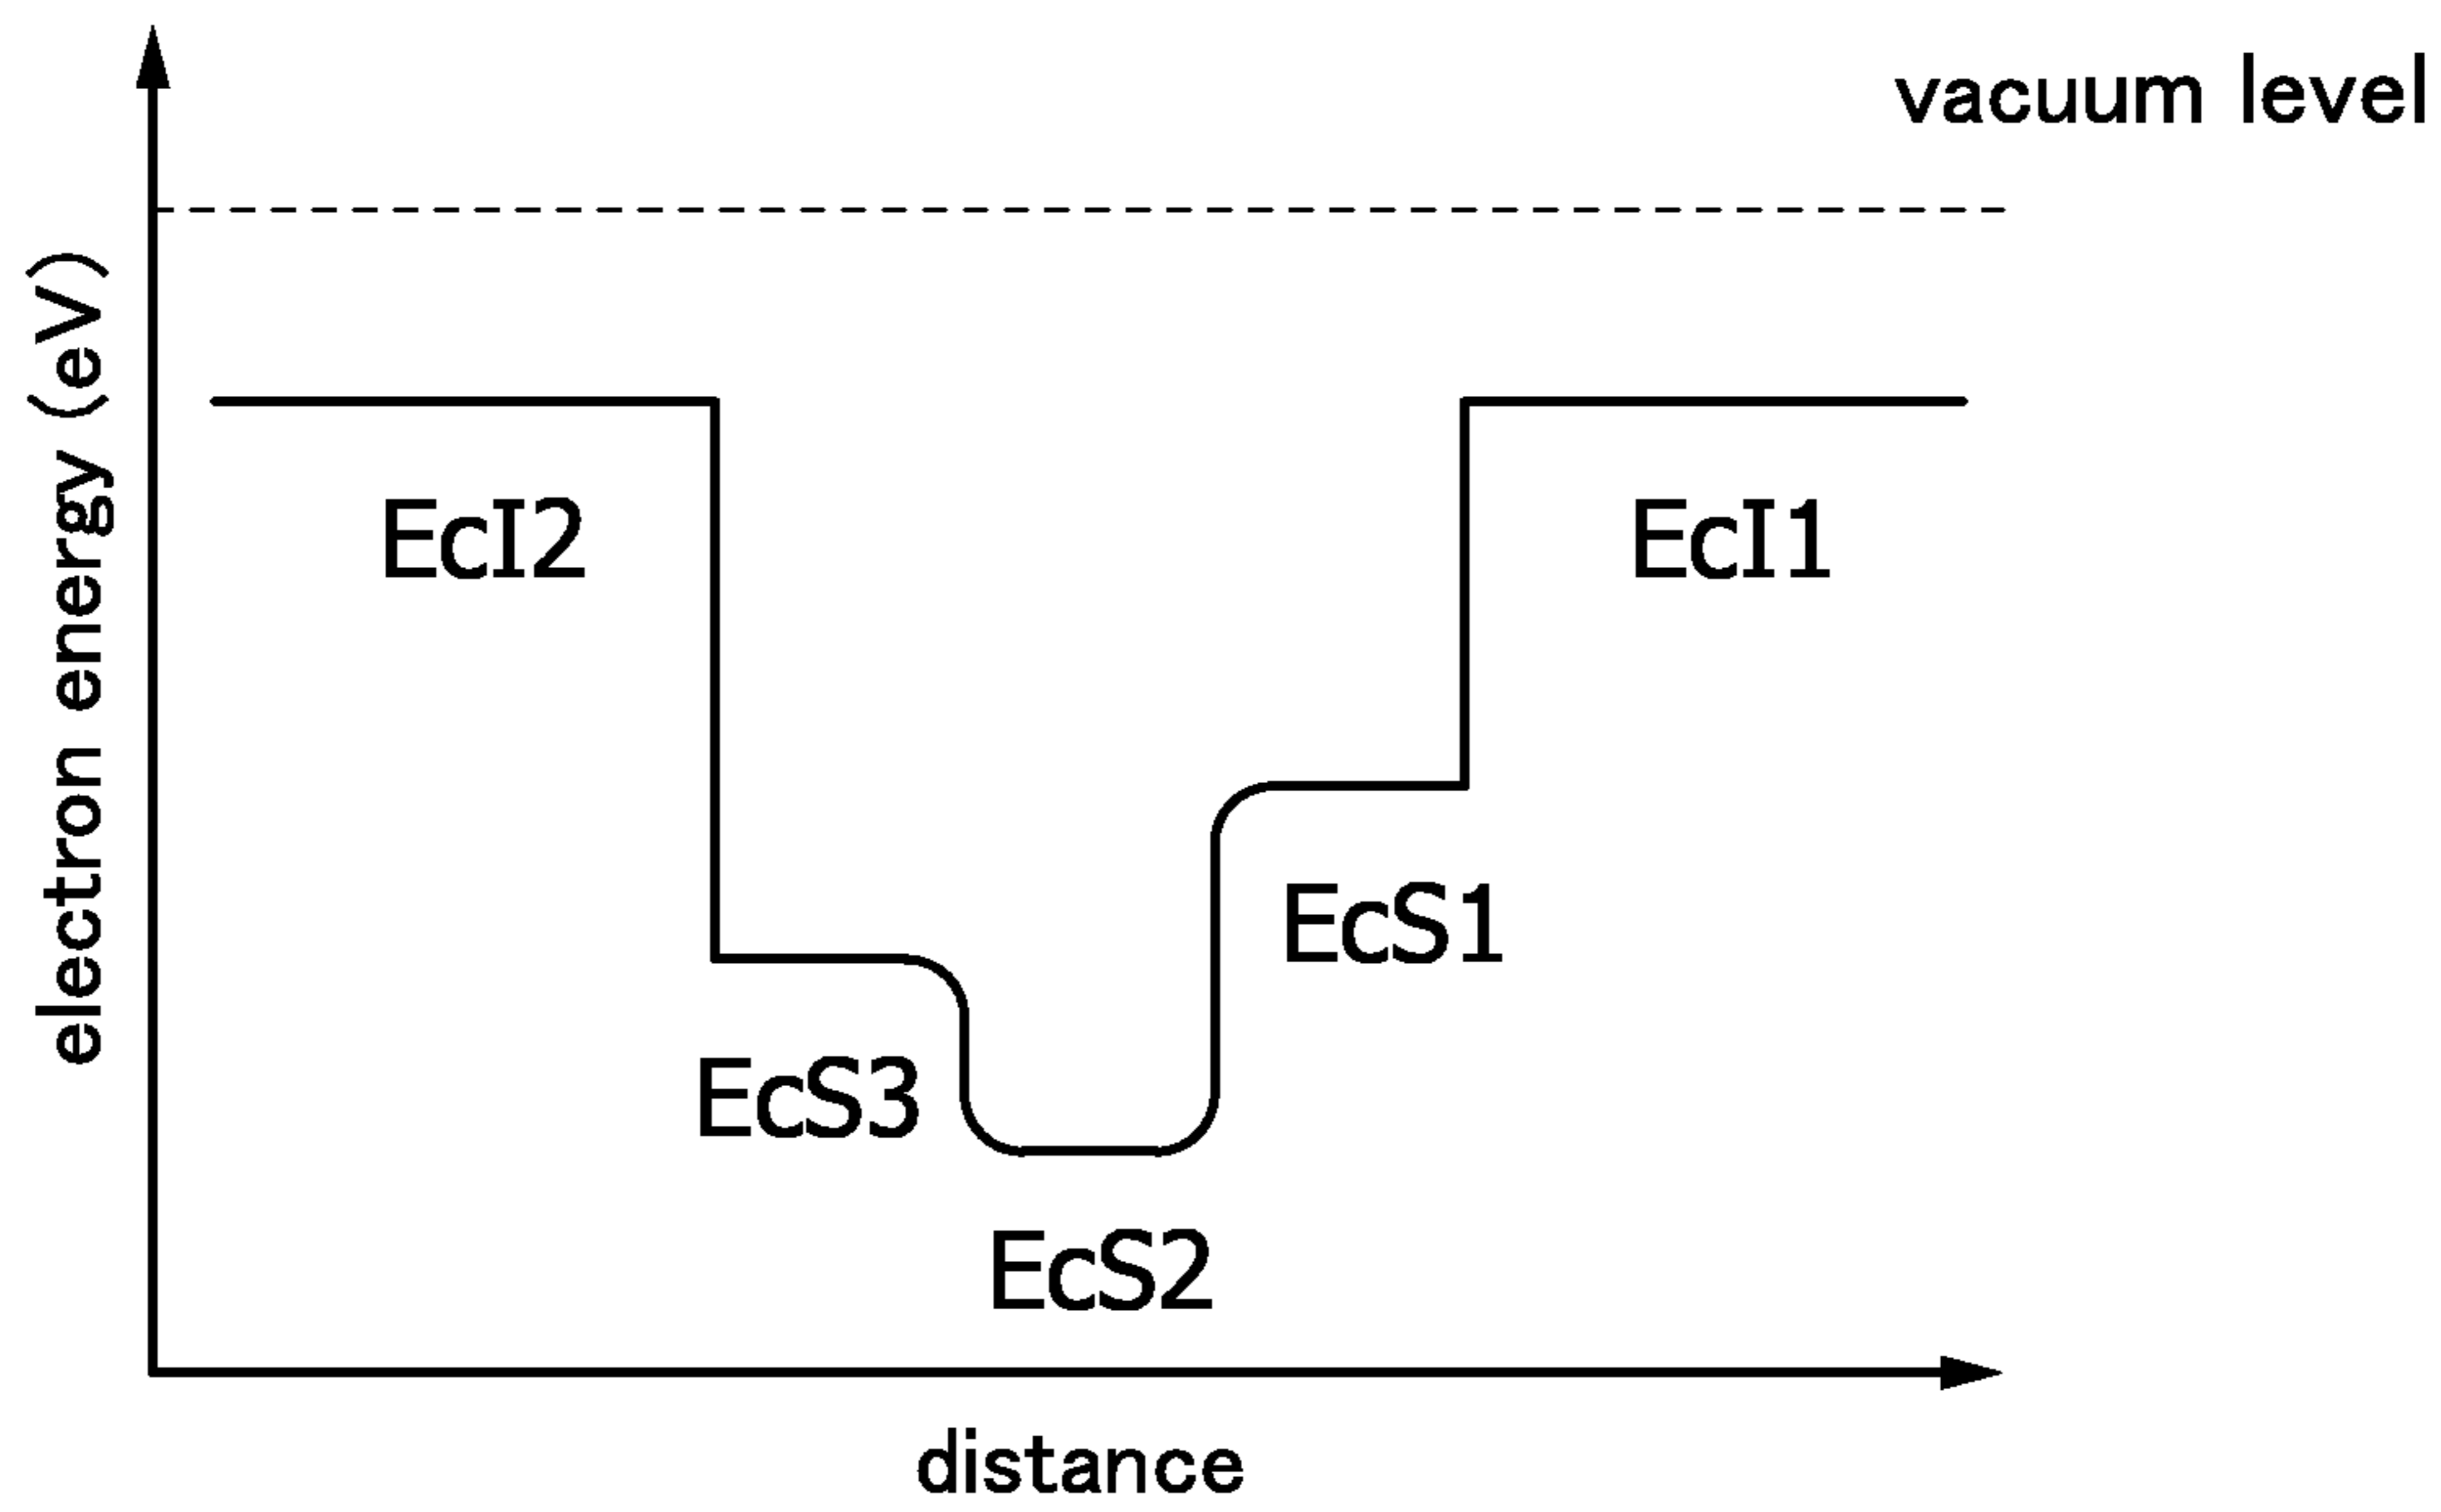 vacuum level
electron energy (eV)
EcI2
EcI1
EcS1
EcS3
EcS2
distance